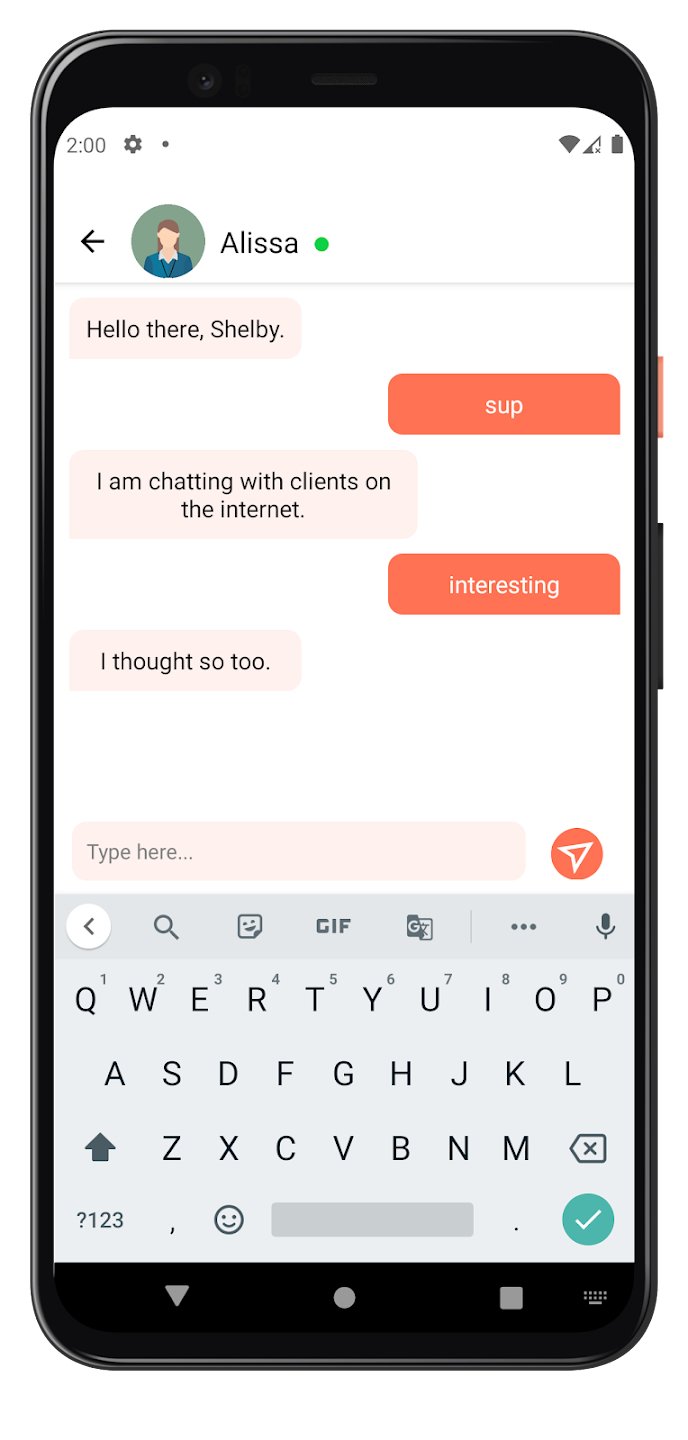 2:00
Alissa
Hello there, Shelby.
sup
I am chatting with clients on
the internet.
interesting
I thought so too.
Type here...
GIF
G
1 2 3 4 5 6 7 8 9 0
Q W E R T Y U I O P
A S D F G H J K L
Z X C V B N M
?123 , .